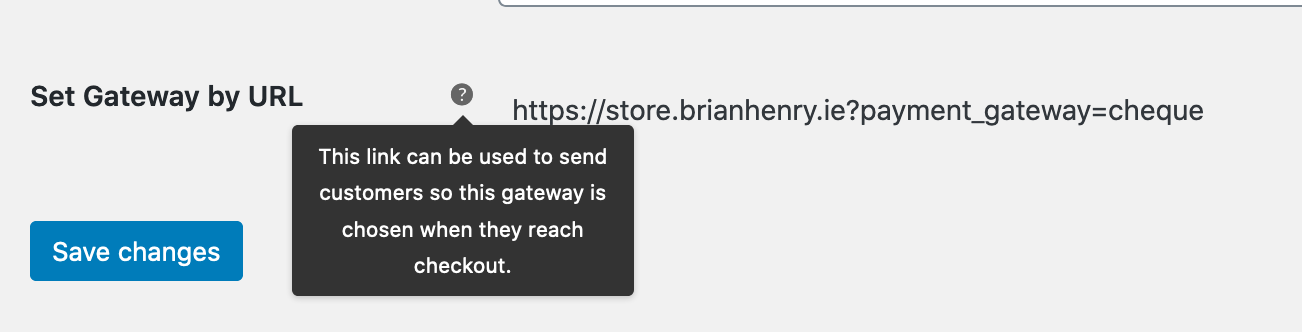 Set Gateway by URL
?
https://store.brianhenry.ie?payment_gateway=cheque
This link can be used to send
customers so this gateway is
chosen when they reach
checkout.
Save changes